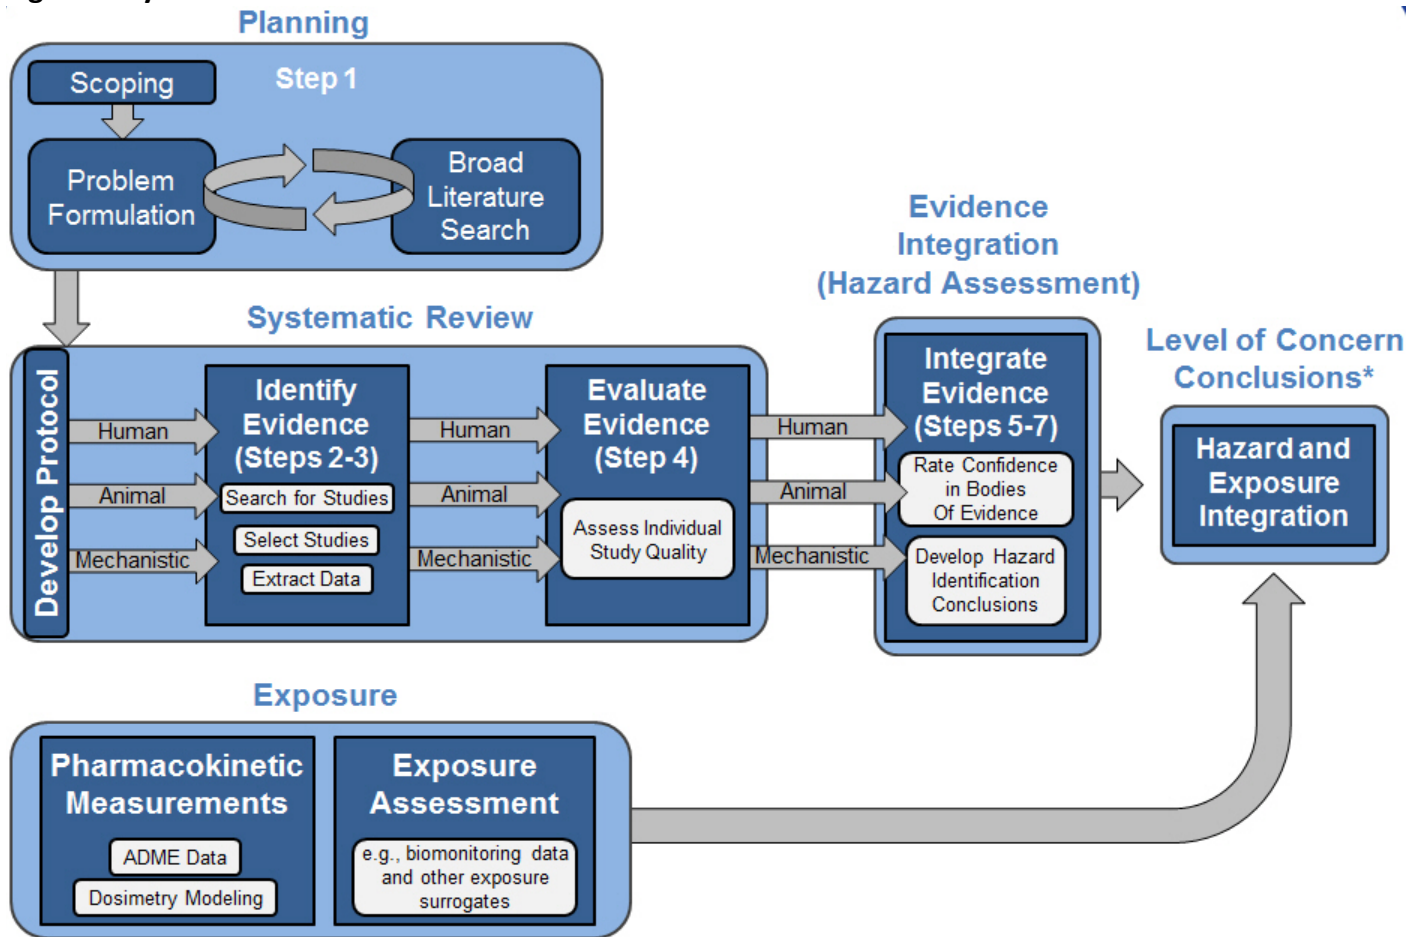 Planning
Scoping
Step 1
Problem
Formulation
Broad
Literature
Search
Evidence
Integration
(Hazard Assessment)
Systematic Review
Level of Concern
Conclusions*
Develop Protocol
Human
Animal
Mechanistic
Identify
Evidence
(Steps 2-3)
Search for Studies
Select Studies
Extract Data
Human
Animal
Mechanistic
Evaluate
Evidence
(Step 4)
Assess Individual
Study Quality
Human
Animal
Mechanistic
Integrate
Evidence
(Steps 5-7)
Rate Confidence
in Bodies
Of Evidence
Develop Hazard
Identification
Conclusions
Hazard and
Exposure
Integration
Exposure
Pharmacokinetic
Measurements
ADME Data
Dosimetry Modeling
Exposure
Assessment
e.g., biomonitoring data
and other exposure
surrogates